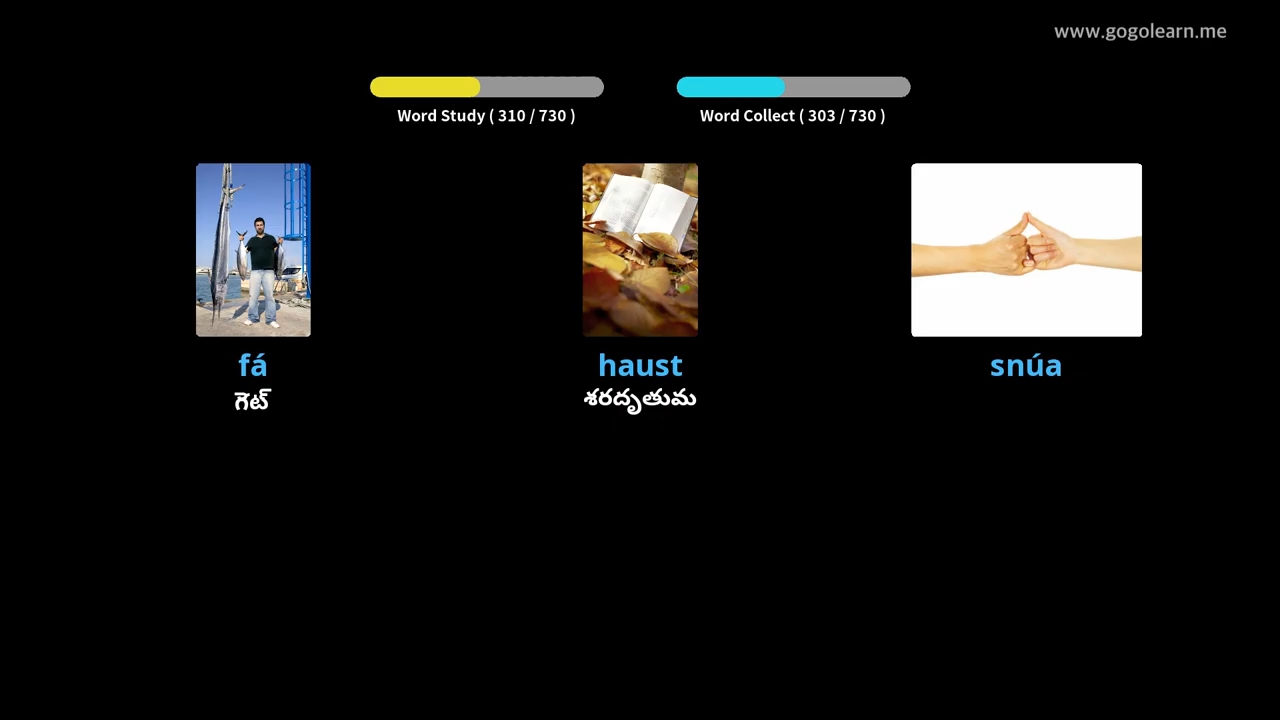 www.gogolearn.me
Word Study ( 310 / 730 )
Word Collect ( 303 / 730 )
fá
haust
snúa
గెట్
శరదృతుమ